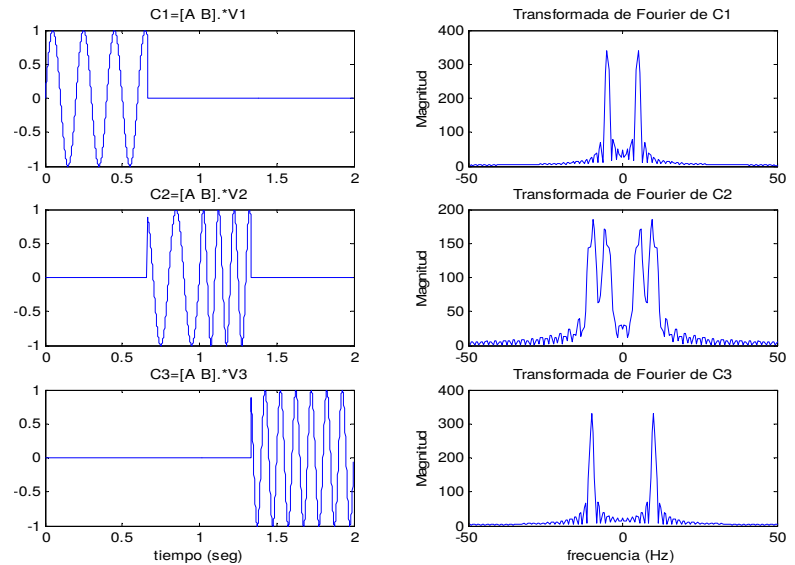 C1=[A B].*V1
1
0.5
0
-0.5
-1
0 0.5 1 1.5 2
Transformada de Fourier de C1
Magnitud
400
300
200
100
0
-50 0 50
C2=[A B].*V2
1
0.5
0
-0.5
-1
0 0.5 1 1.5 2
Transformada de Fourier de C2
Magnitud
200
150
100
50
0
-50 0 50
C3=[A B].*V3
1
0.5
0
-0.5
-1
0 0.5 1 1.5 2
tiempo (seg)
Transformada de Fourier de C3
Magnitud
400
300
200
100
0
-50 0 50
frecuencia (Hz)